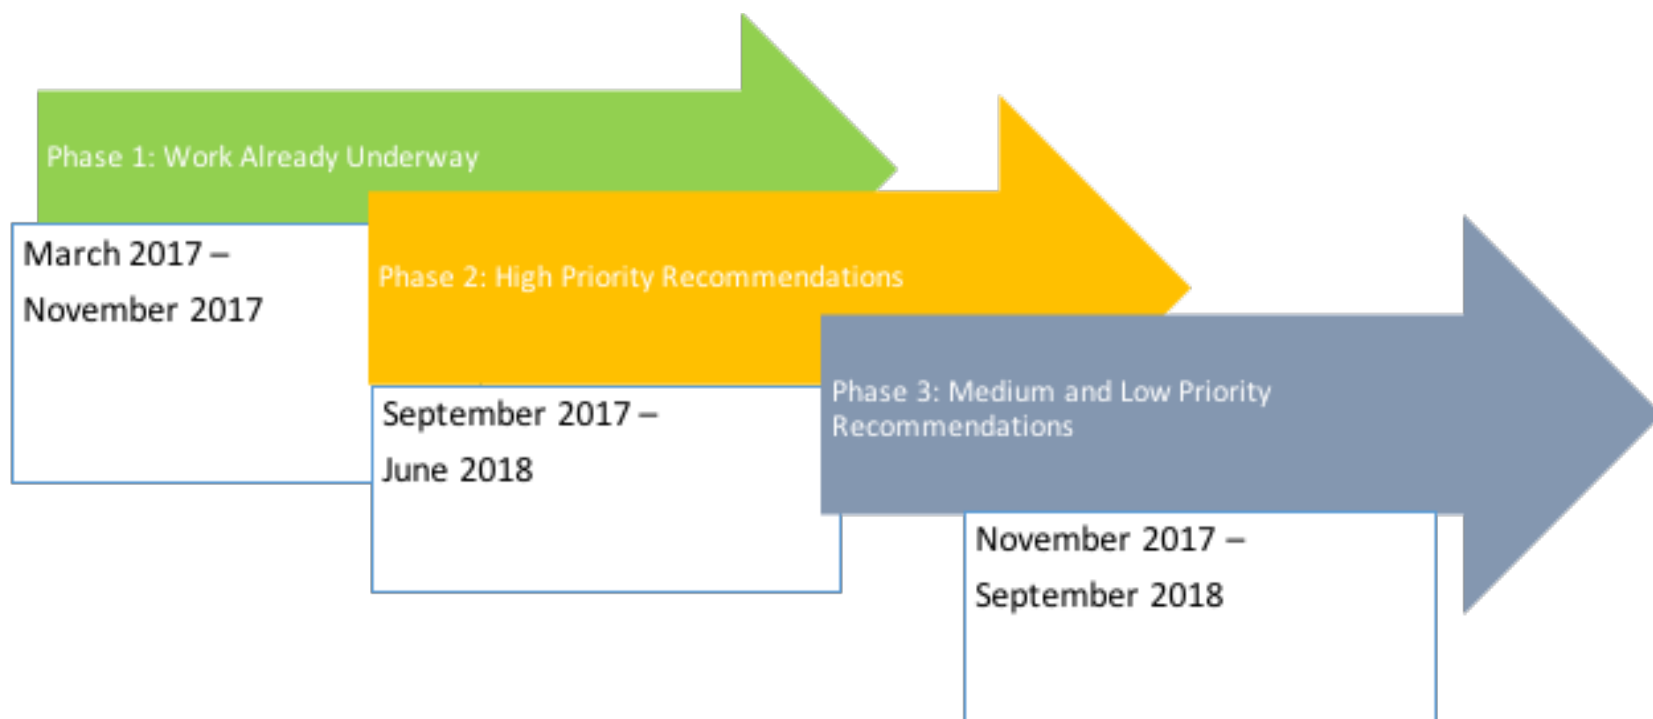 Phase 1: Work Already Underway
March 2017 –
November 2017
Phase 2: High Priority Recommendations
September 2017 –
June 2018
Phase 3: Medium and Low Priority
Recommendations
November 2017 –
September 2018